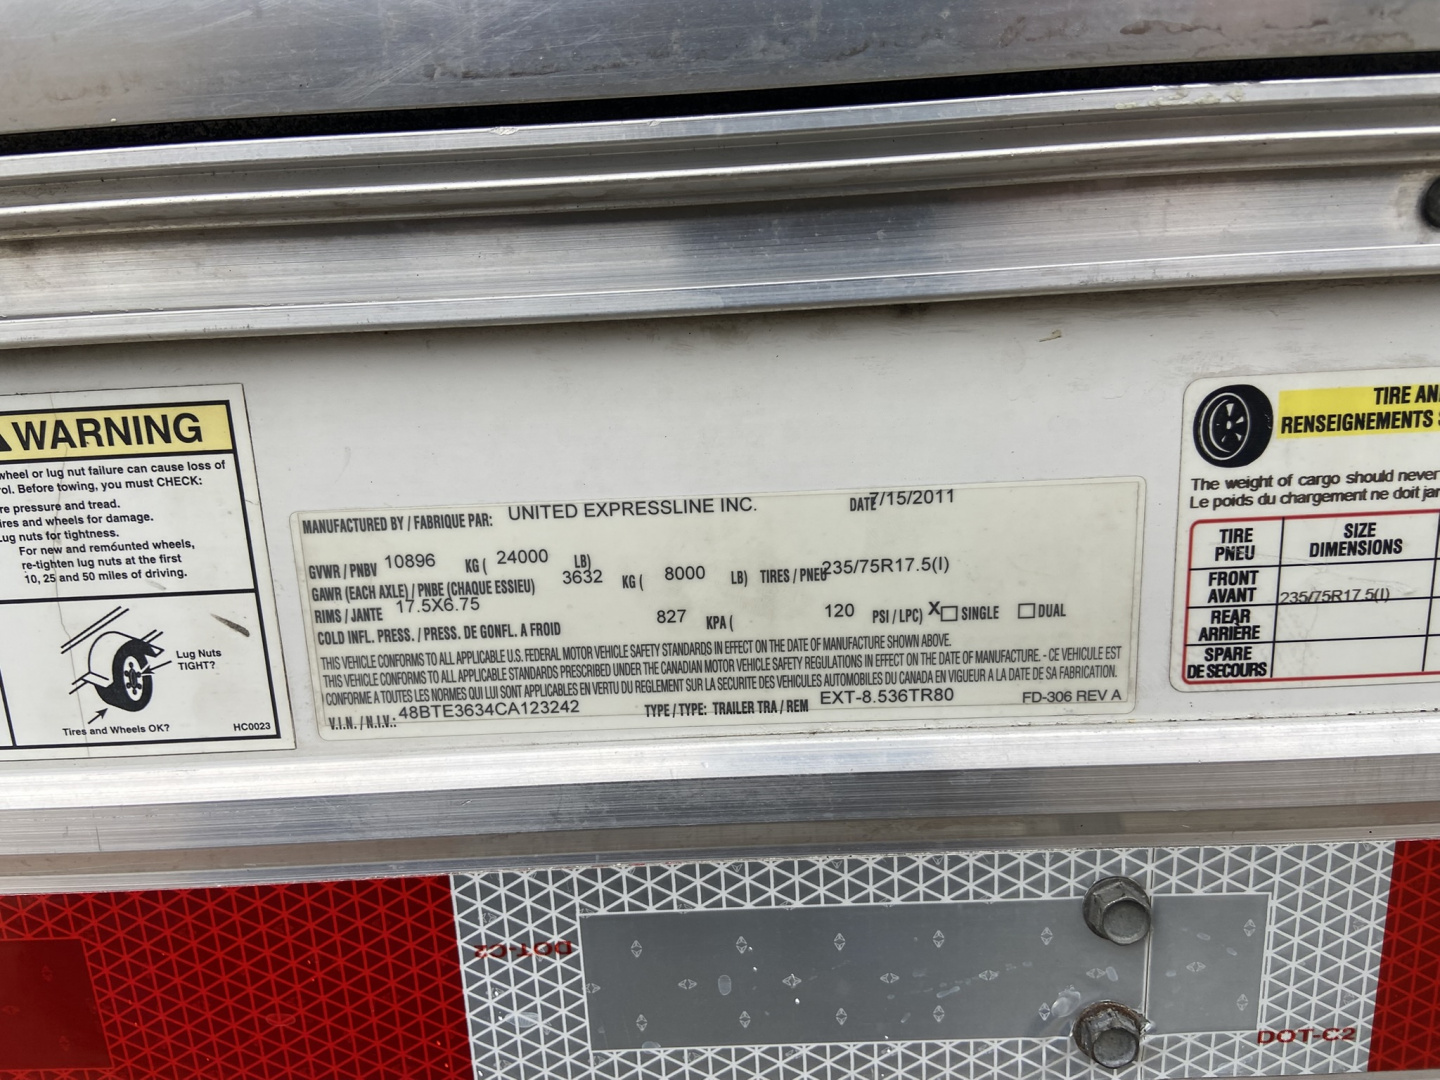 WARNING
wheel or lug nut failure can cause loss of
rol. Before towing, you must CHECK:
re pressure and tread.
ires and wheels for damage.
Lug nuts for tightness.
For new and remounted wheels,
re-tighten lug nuts at the first
10, 25 and 50 miles of driving.
Lug Nuts
TIGHT?
Tires and Wheels OK?
HC0023
MANUFACTURED BY / FABRIQUE PAR: UNITED EXPRESSLINE INC. DATE 7/15/2011
GVWR / PNBV 10896 KG ( 24000 LB)
GAWR (EACH AXLE) / PNBE (CHAQUE ESSIEU) 3632 KG ( 8000 LB) TIRES / PNEU 235/75R17.5(I)
RIMS / JANTE 17.5X6.75
COLD INFL. PRESS. / PRESS. DE GONFL. A FROID 827 KPA ( 120 PSI / LPC) X☐ SINGLE ☐ DUAL
THIS VEHICLE CONFORMS TO ALL APPLICABLE U.S. FEDERAL MOTOR VEHICLE SAFETY STANDARDS IN EFFECT ON THE DATE OF MANUFACTURE SHOWN ABOVE.
THIS VEHICLE CONFORMS TO ALL APPLICABLE STANDARDS PRESCRIBED UNDER THE CANADIAN MOTOR VEHICLE SAFETY REGULATIONS IN EFFECT ON THE DATE OF MANUFACTURE. - CE VEHICULE EST
CONFORME A TOUTES LES NORMES QUI LUI SONT APPLICABLES EN VERTU DU REGLEMENT SUR LA SECURITE DES VEHICULES AUTOMOBILES DU CANADA EN VIGUEUR A LA DATE DE SA FABRICATION.
V.I.N. / N.I.V.: 48BTE3634CA123242 TYPE / TYPE: TRAILER TRA / REM EXT-8.536TR80 FD-306 REV A
TIRE AN
RENSEIGNEMENTS S
The weight of cargo should never
Le poids du chargement ne doit jam
TIRE
PNEU
SIZE
DIMENSIONS
FRONT
AVANT
235/75R17.5(I)
REAR
ARRIÈRE
SPARE
DE SECOURS
DOT-C2
DOT-C2